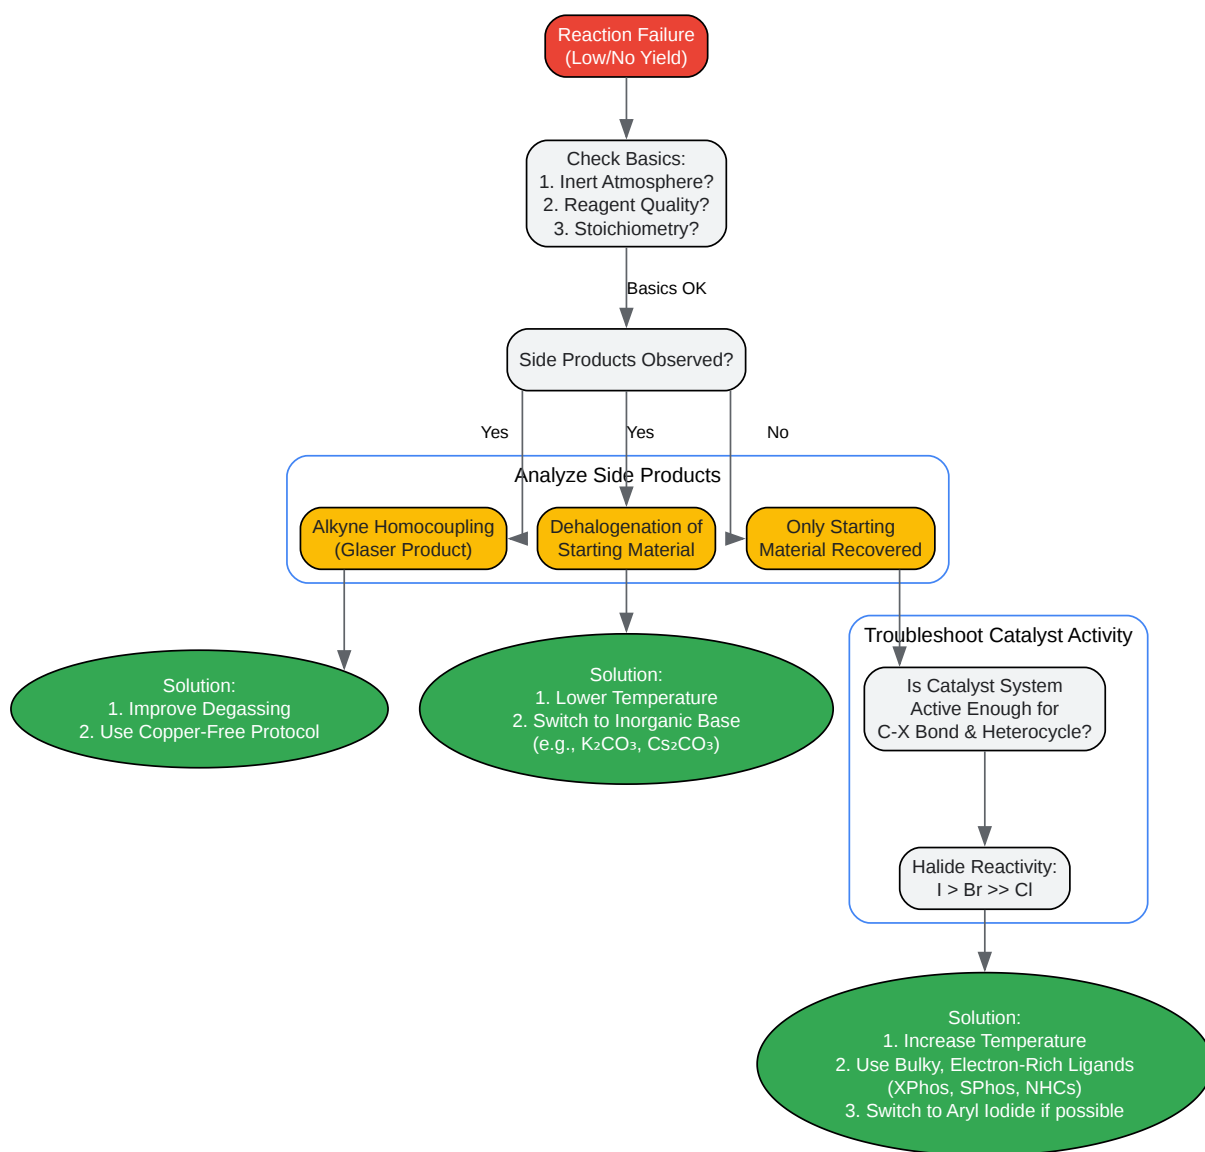 Reaction Failure
(Low/No Yield)
Check Basics:
1. Inert Atmosphere?
2. Reagent Quality?
3. Stoichiometry?
Basics OK
Side Products Observed?
Yes
Yes
No
Analyze Side Products
Alkyne Homocoupling
(Glaser Product)
Dehalogenation of
Starting Material
Only Starting
Material Recovered
Troubleshoot Catalyst Activity
Solution:
1. Improve Degassing
2. Use Copper-Free Protocol
Solution:
1. Lower Temperature
2. Switch to Inorganic Base
(e.g., K₂CO₃, Cs₂CO₃)
Is Catalyst System
Active Enough for
C-X Bond & Heterocycle?
Halide Reactivity:
I > Br >> Cl
Solution:
1. Increase Temperature
2. Use Bulky, Electron-Rich Ligands
(XPhos, SPhos, NHCs)
3. Switch to Aryl Iodide if possible